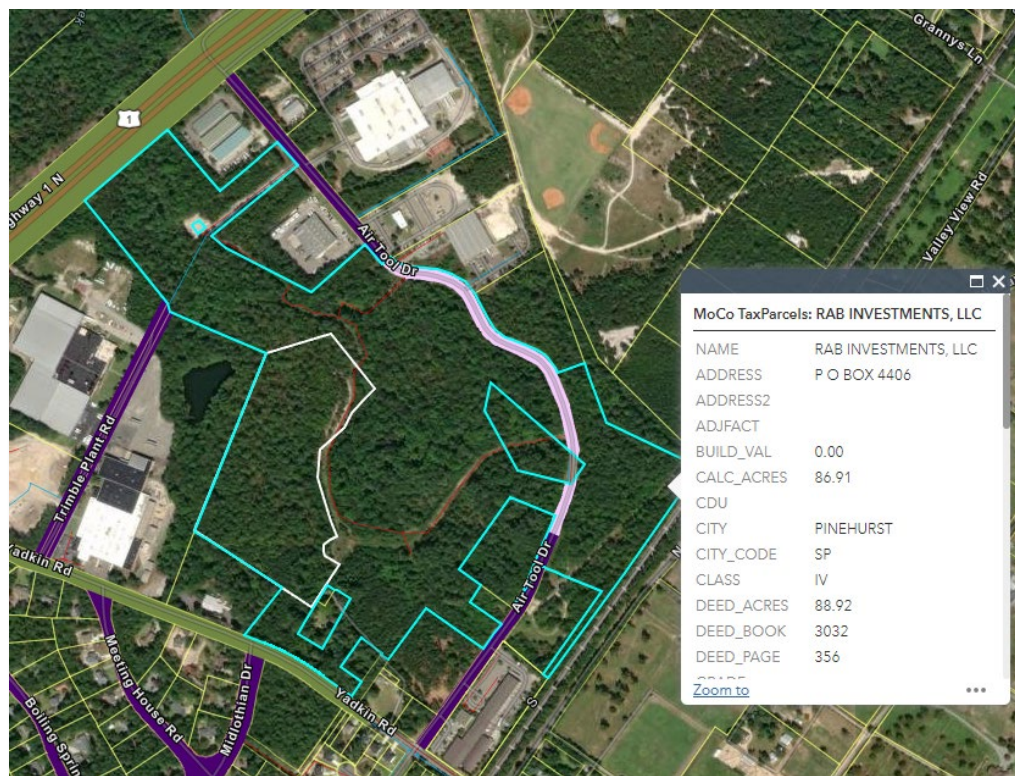 Grannys Ln
1
ghway 1 N
Valley View Rd
Air Tool Dr
Trimble Plant Rd
Air Tool Dr
adkin Rd
Meeting House Rd
Midlothian Dr
Yadkin Rd
Boiling Sprin
S
N
MoCo TaxParcels: RAB INVESTMENTS, LLC
NAME RAB INVESTMENTS, LLC
ADDRESS P O BOX 4406
ADDRESS2
ADJFACT
BUILD_VAL 0.00
CALC_ACRES 86.91
CDU
CITY PINEHURST
CITY_CODE SP
CLASS IV
DEED_ACRES 88.92
DEED_BOOK 3032
DEED_PAGE 356
Zoom to